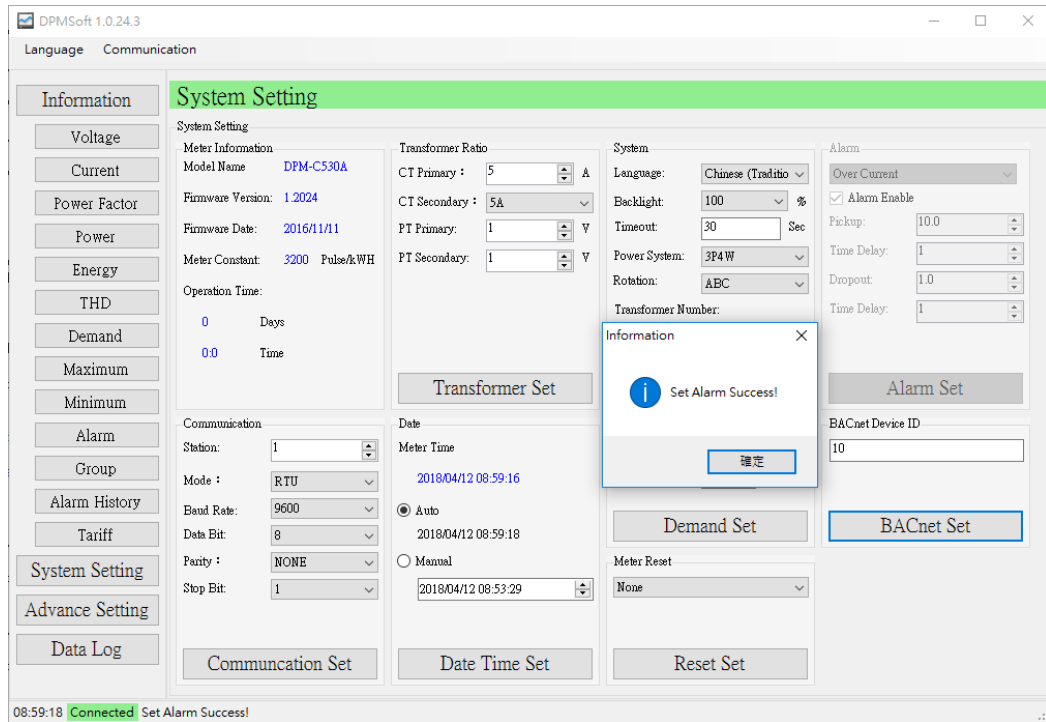 DPMSoft 1.0.24.3
Language Communication
Information
Voltage
Current
Power Factor
Power
Energy
THD
Demand
Maximum
Minimum
Alarm
Group
Alarm History
Tariff
System Setting
Advance Setting
Data Log
System Setting
System Setting
Meter Information
Model Name DPM-C530A
Firmware Version: 1.2024
Firmware Date: 2016/11/11
Meter Constant: 3200 Pulse/kWH
Operation Time:
0 Days
0:0 Time
Transformer Ratio
CT Primary : 5 A
CT Secondary : 5A
PT Primary: 1 V
PT Secondary: 1 V
Transformer Set
System
Language: Chinese (Traditio
Backlight: 100 %
Timeout: 30 Sec
Power System: 3P4W
Rotation: ABC
Transformer Number:
Alarm
Over Current
Alarm Enable
Pickup: 10.0
Time Delay: 1
Dropout: 1.0
Time Delay: 1
Alarm Set
Information
Set Alarm Success!
確定
Communication
Station: 1
Mode : RTU
Baud Rate: 9600
Data Bit: 8
Parity : NONE
Stop Bit: 1
Communcation Set
Date
Meter Time
2018/04/12 08:59:16
Auto
2018/04/12 08:59:18
Manual
2018/04/12 08:53:29
Date Time Set
Demand Set
Meter Reset
None
Reset Set
BACnet Device ID
10
BACnet Set
08:59:18 Connected Set Alarm Success!